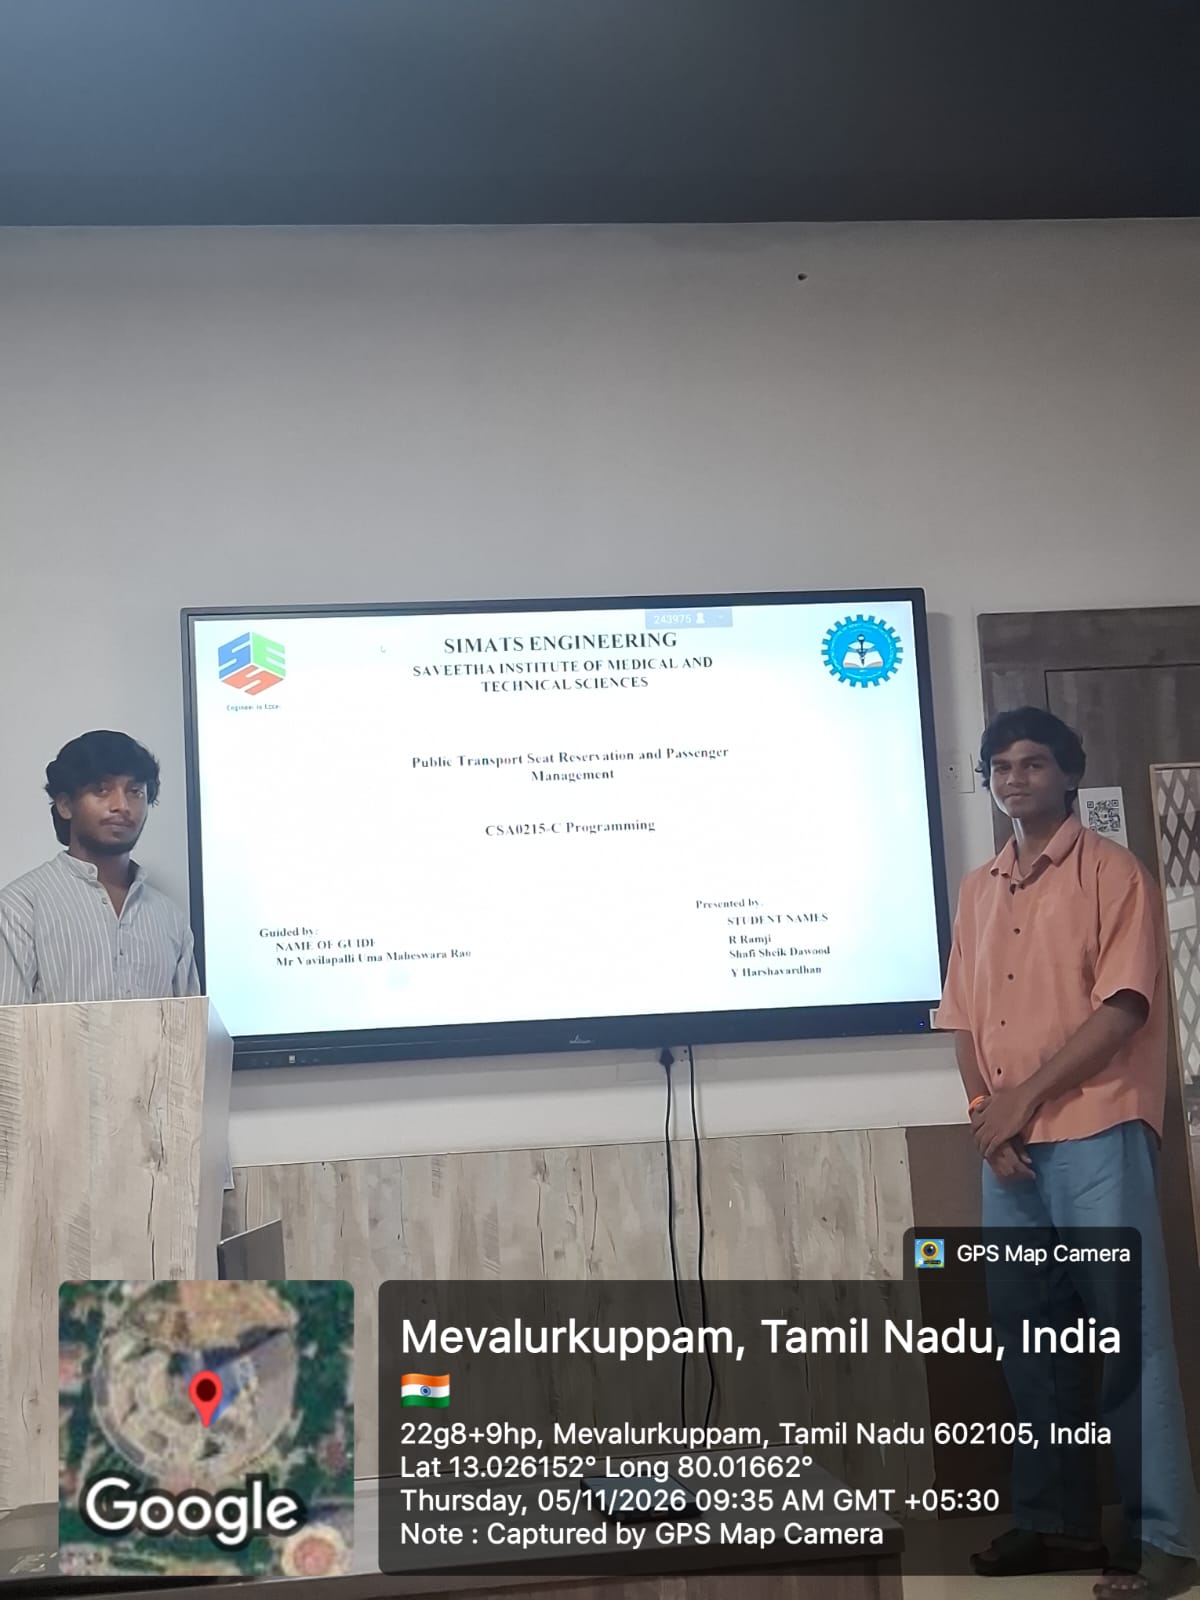 243975
SIMATS ENGINEERING
SAVEETHA INSTITUTE OF MEDICAL AND
TECHNICAL SCIENCES
Public Transport Seat Reservation and Passenger
Management
CSA0215-C Programming
Guided by:
NAME OF GUIDE
Mr Vavilapalli Uma Maheswara Rao
Presented by:
STUDENT NAMES
R Ramji
Shafi Sheik Dawood
Y Harshavardhan
GPS Map Camera
Google
Mevalurkuppam, Tamil Nadu, India
22g8+9hp, Mevalurkuppam, Tamil Nadu 602105, India
Lat 13.026152° Long 80.01662°
Thursday, 05/11/2026 09:35 AM GMT +05:30
Note : Captured by GPS Map Camera